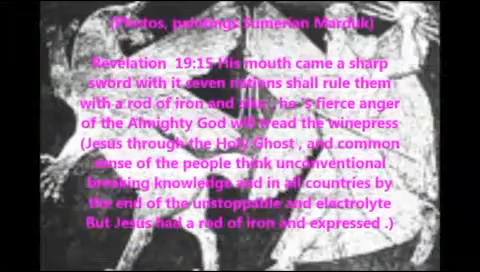 (Photos, paintings Sumerian Marduk)
Revelation 19:15 His mouth came a sharp
sword with it seven nations shall rule them
with a rod of iron and also , he 's fierce anger
of the Almighty God will tread the winepress
(Jesus through the Holy Ghost , and common
sense of the people think unconventional
breaking knowledge and in all countries by
the end of the unstoppable and electrolyte
But Jesus had a rod of iron and expressed .)